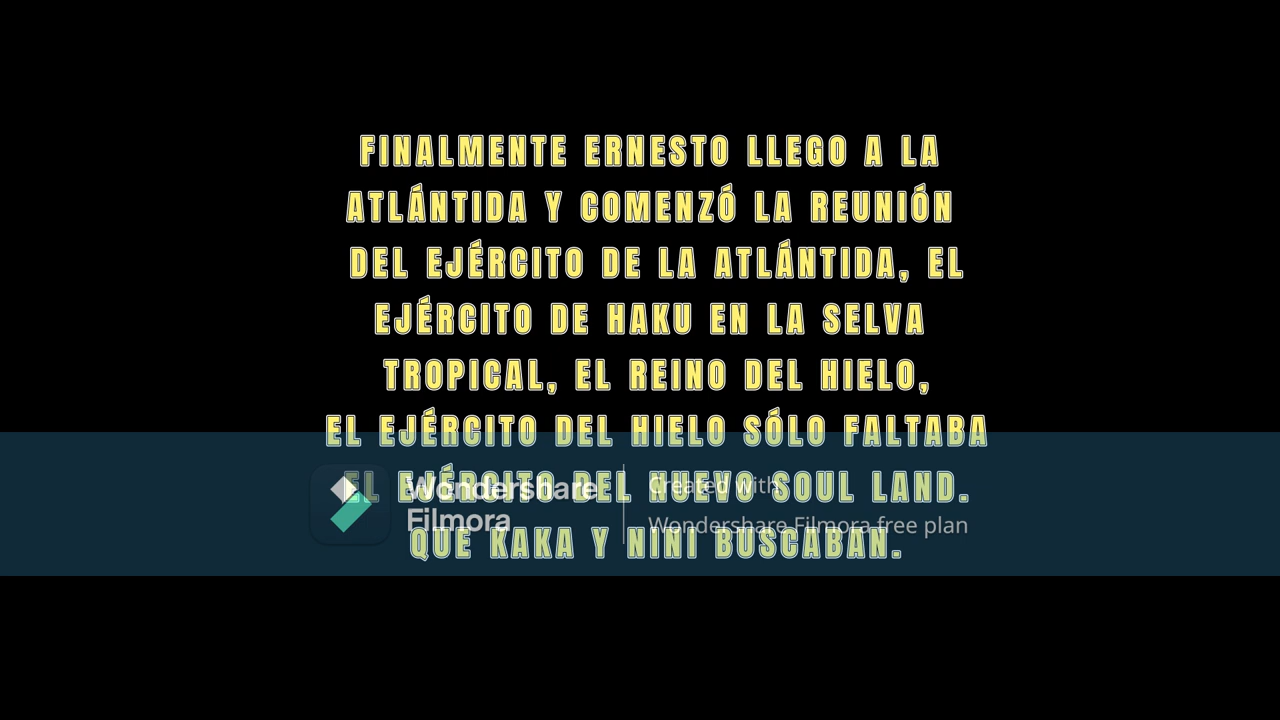 FINALMENTE ERNESTO LLEGO A LA
ATLÁNTIDA Y COMENZÓ LA REUNIÓN
DEL EJÉRCITO DE LA ATLÁNTIDA, EL
EJÉRCITO DE HAKU EN LA SELVA
TROPICAL, EL REINO DEL HIELO,
EL EJÉRCITO DEL HIELO SÓLO FALTABA
EL EJÉRCITO DEL NUEVO SOUL LAND.
QUE KAKA Y NINI BUSCABAN.
Wondershare
Filmora
Created with
Wondershare Filmora free plan